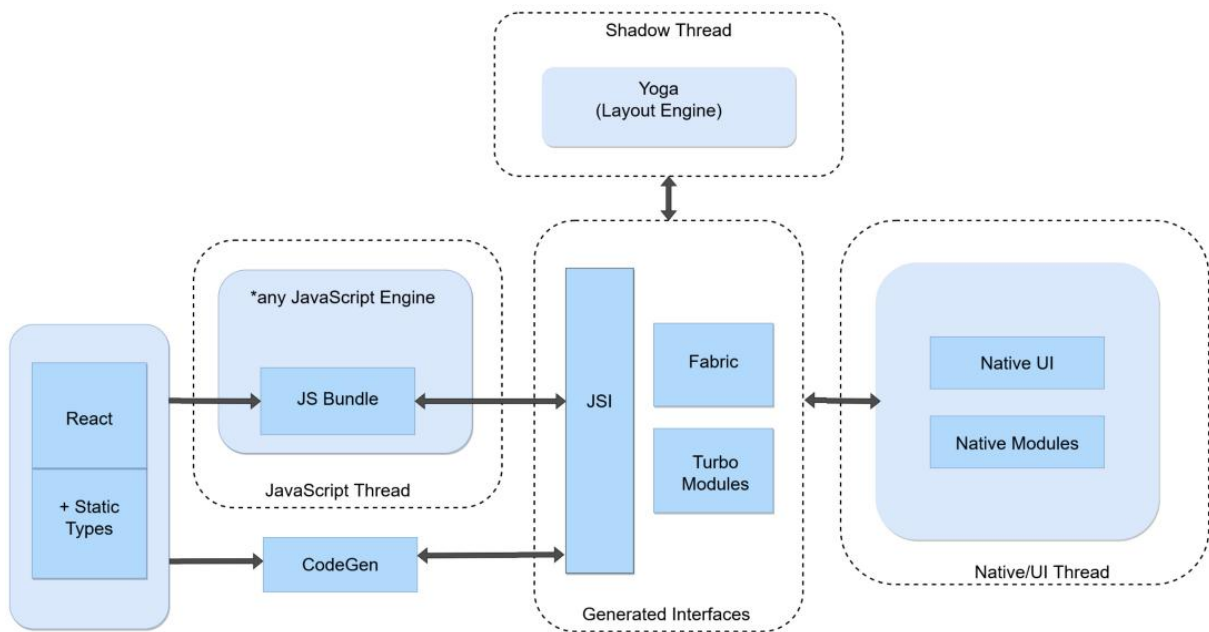 Shadow Thread
Yoga
(Layout Engine)
*any JavaScript Engine
JS Bundle
JavaScript Thread
React
+ Static
Types
CodeGen
JSI
Fabric
Turbo
Modules
Generated Interfaces
Native UI
Native Modules
Native/UI Thread